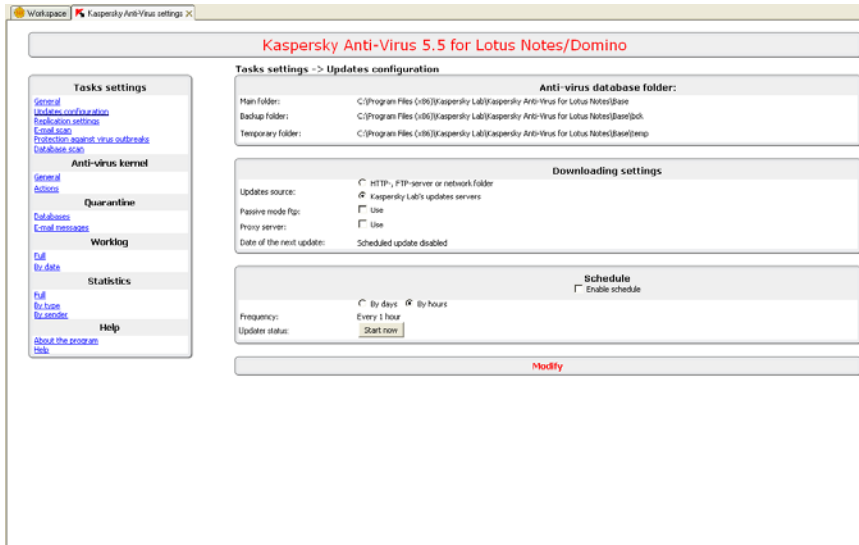 Workspace
Kaspersky Anti-Virus settings
Kaspersky Anti-Virus 5.5 for Lotus Notes/Domino
Tasks settings
General
Updates configuration
Replication settings
E-mail scan
Protection against virus outbreaks
Database scan
Anti-virus kernel
General
Actions
Quarantine
Databases
E-mail messages
Worklog
Full
By date
Statistics
Full
By type
By sender
Help
About the program
Help
Tasks settings -> Updates configuration
Anti-virus database folder:
Main folder: C:\Program Files (x86)\Kaspersky Lab\Kaspersky Anti-Virus for Lotus Notes\Base
Backup folder: C:\Program Files (x86)\Kaspersky Lab\Kaspersky Anti-Virus for Lotus Notes\Base\bck
Temporary folder: C:\Program Files (x86)\Kaspersky Lab\Kaspersky Anti-Virus for Lotus Notes\Base\temp
Downloading settings
Updates source: HTTP-, FTP-server or network folder
Kaspersky Lab's updates servers
Passive mode ftp: Use
Proxy server: Use
Date of the next update: Scheduled update disabled
Schedule
Enable schedule
By days By hours
Frequency: Every 1 hour
Updater status: Start now
Modify